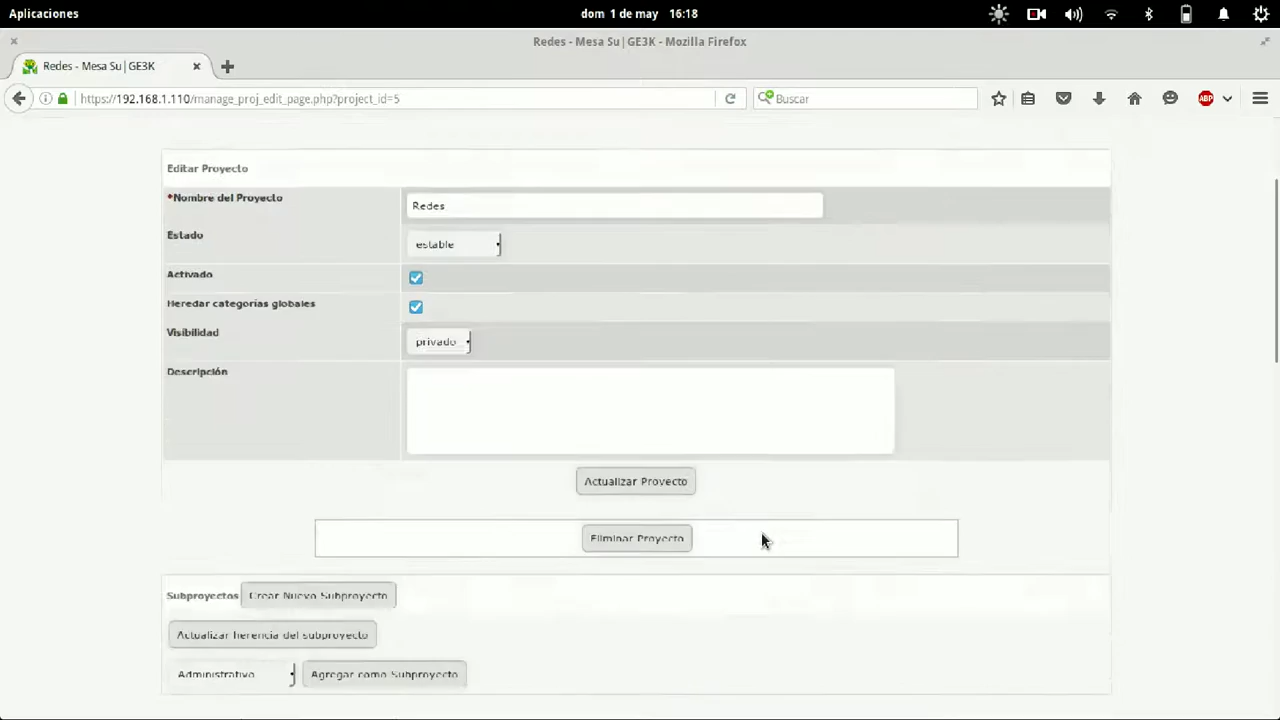 Aplicaciones
dom 1 de may 16:18
Redes - Mesa Su|GE3K - Mozilla Firefox
Redes - Mesa Su|GE3K
https://192.168.1.110/manage_proj_edit_page.php?project_id=5
Buscar
ABP
Editar Proyecto
*Nombre del Proyecto
Redes
Estado
estable
Activado
Heredar categorías globales
Visibilidad
privado
Descripción
Actualizar Proyecto
Eliminar Proyecto
Subproyectos
Crear Nuevo Subproyecto
Actualizar herencia del subproyecto
Administrativo
Agregar como Subproyecto